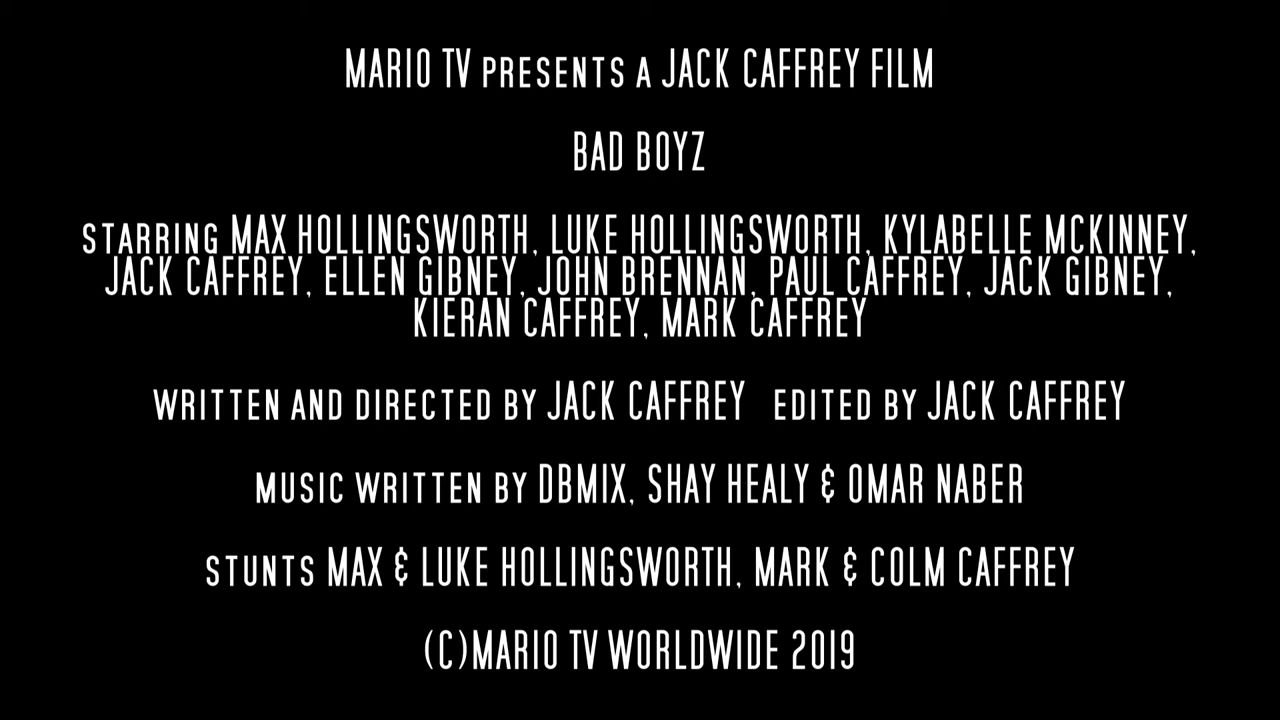 MARIO TV PRESENTS A JACK CAFFREY FILM
BAD BOYZ
STARRING MAX HOLLINGSWORTH, LUKE HOLLINGSWORTH, KYLABELLE MCKINNEY,
JACK CAFFREY, ELLEN GIBNEY, JOHN BRENNAN, PAUL CAFFREY, JACK GIBNEY,
KIERAN CAFFREY, MARK CAFFREY
WRITTEN AND DIRECTED BY JACK CAFFREY EDITED BY JACK CAFFREY
MUSIC WRITTEN BY DBMIX, SHAY HEALY & OMAR NABER
STUNTS MAX & LUKE HOLLINGSWORTH, MARK & COLM CAFFREY
(C)MARIO TV WORLDWIDE 2019